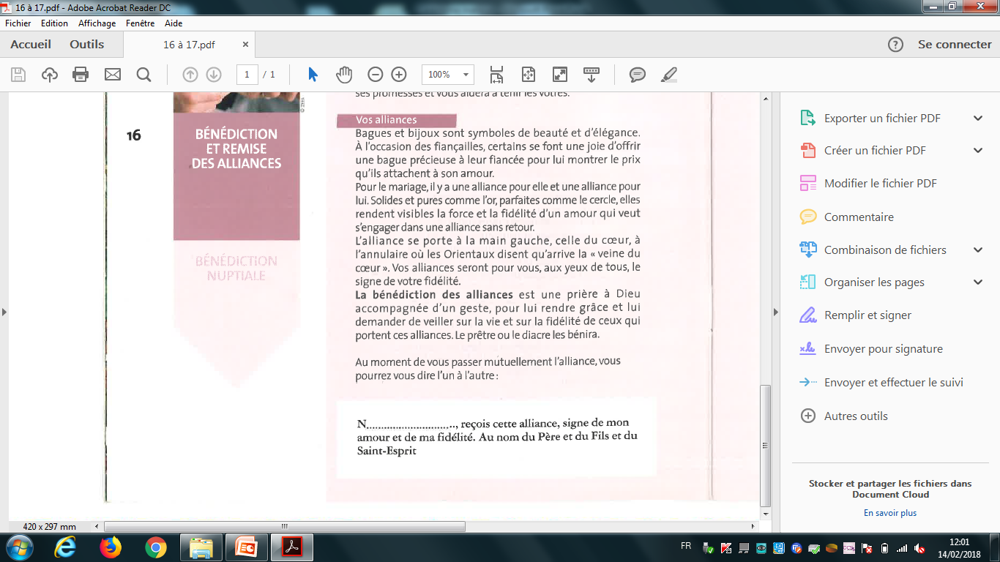 16 à 17.pdf - Adobe Acrobat Reader DC
Fichier Edition Affichage Fenêtre Aide
Accueil Outils 16 à 17.pdf × ? Se connecter
1 / 1 100%
ses promesses et vous aidera à tenir les vôtres.
16
BÉNÉDICTION
ET REMISE
DES ALLIANCES
BÉNÉDICTION
NUPTIALE
Vos alliances
Bagues et bijoux sont symboles de beauté et d'élégance.
À l'occasion des fiançailles, certains se font une joie d'offrir
une bague précieuse à leur fiancée pour lui montrer le prix
qu'ils attachent à son amour.
Pour le mariage, il y a une alliance pour elle et une alliance pour
lui. Solides et pures comme l'or, parfaites comme le cercle, elles
rendent visibles la force et la fidélité d'un amour qui veut
s'engager dans une alliance sans retour.
L'alliance se porte à la main gauche, celle du cœur, à
l'annulaire où les Orientaux disent qu'arrive la « veine du
cœur ». Vos alliances seront pour vous, aux yeux de tous, le
signe de votre fidélité.
La bénédiction des alliances est une prière à Dieu
accompagnée d'un geste, pour lui rendre grâce et lui
demander de veiller sur la vie et sur la fidélité de ceux qui
portent ces alliances. Le prêtre ou le diacre les bénira.
Au moment de vous passer mutuellement l'alliance, vous
pourrez vous dire l'un à l'autre :
N............................., reçois cette alliance, signe de mon
amour et de ma fidélité. Au nom du Père et du Fils et du
Saint-Esprit
420 x 297 mm
Exporter un fichier PDF
Créer un fichier PDF
Modifier le fichier PDF
Commentaire
Combinaison de fichiers
Organiser les pages
Remplir et signer
Envoyer pour signature
Envoyer et effectuer le suivi
Autres outils
Stocker et partager les fichiers dans
Document Cloud
En savoir plus
FR
12:01
14/02/2018